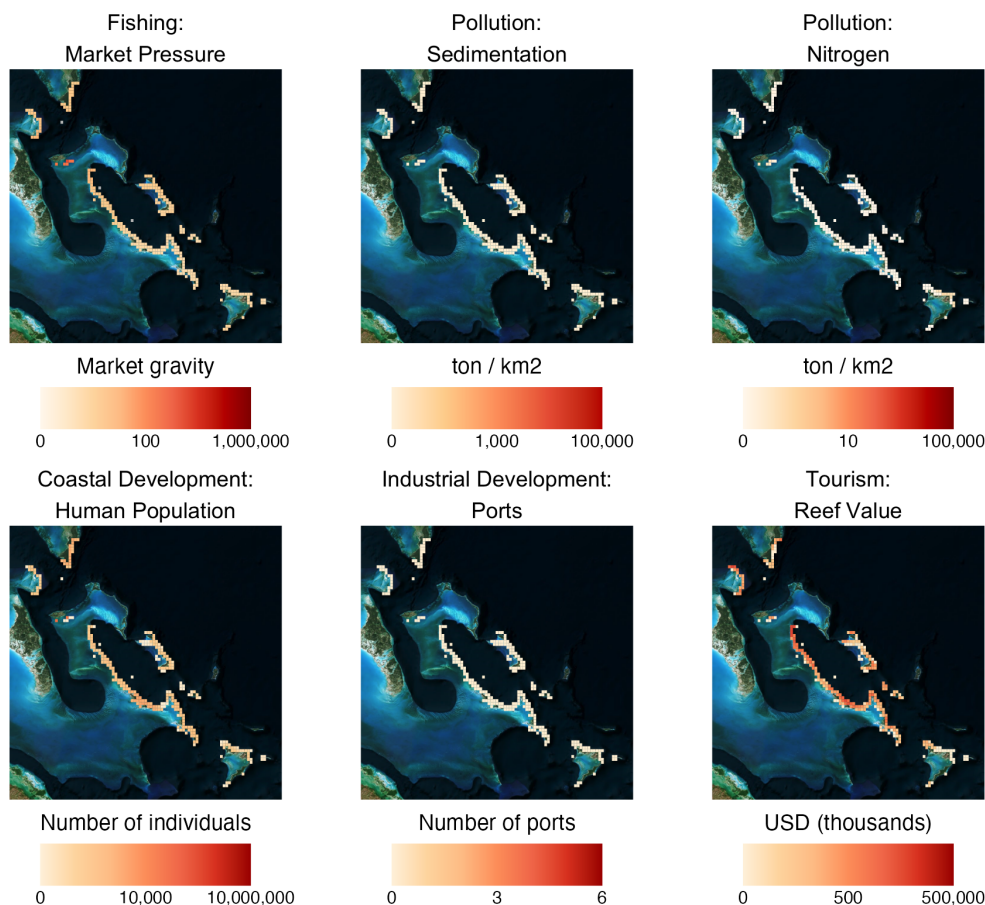 Fishing:
Market Pressure
Pollution:
Sedimentation
Pollution:
Nitrogen
Market gravity
0 100 1,000,000
ton / km2
0 1,000 100,000
ton / km2
0 10 100,000
Coastal Development:
Human Population
Industrial Development:
Ports
Tourism:
Reef Value
Number of individuals
0 10,000 10,000,000
Number of ports
0 3 6
USD (thousands)
0 500 500,000